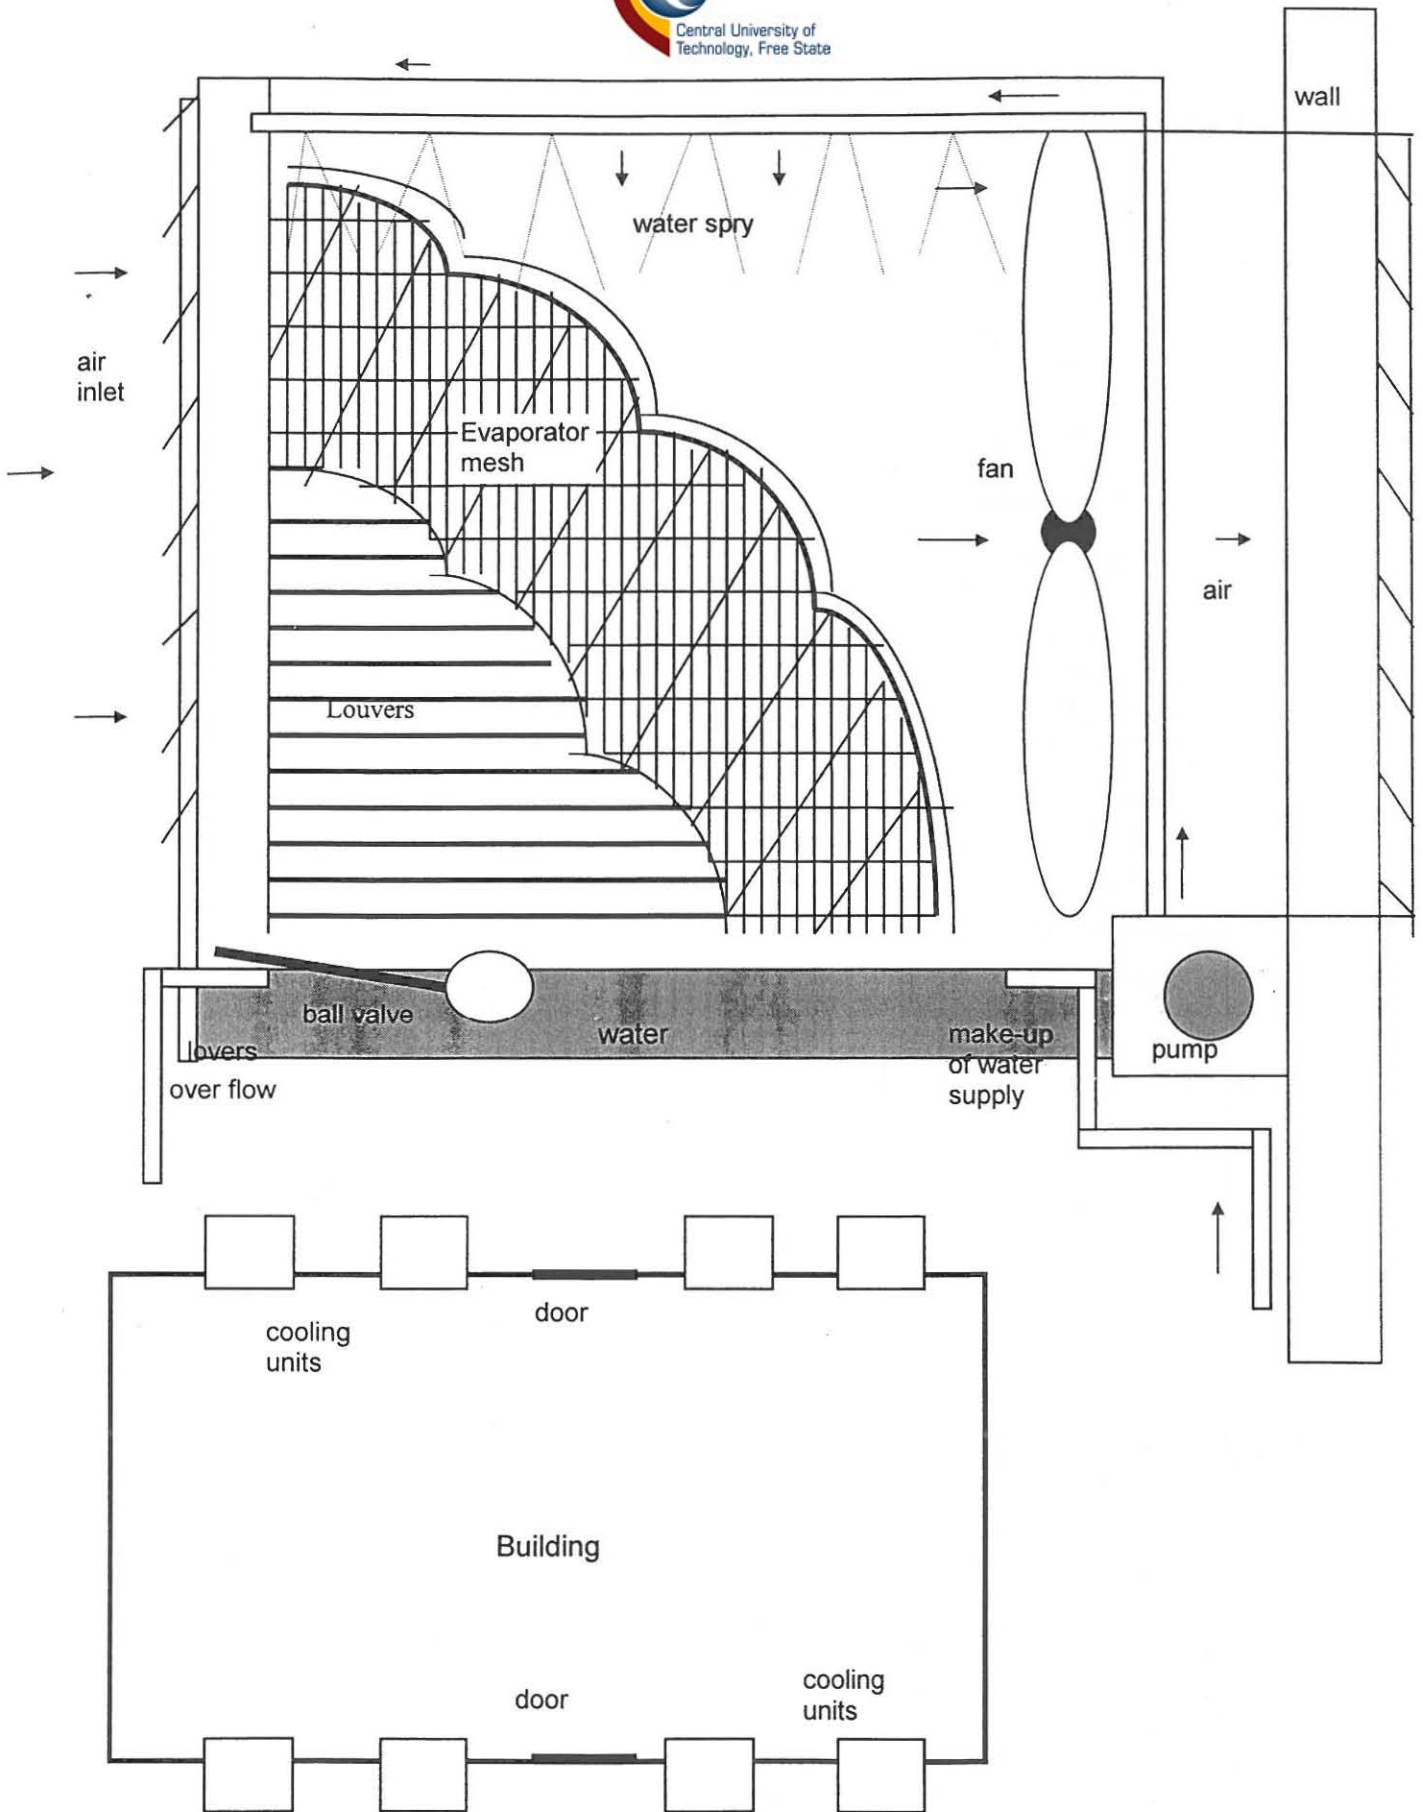 Central University of
Technology, Free State
wall
water spry
air
inlet
Evaporator
mesh
fan
air
Louvers
ball valve
water
make-up
of water
supply
pump
lovers
over flow
door
cooling
units
Building
cooling
units
door